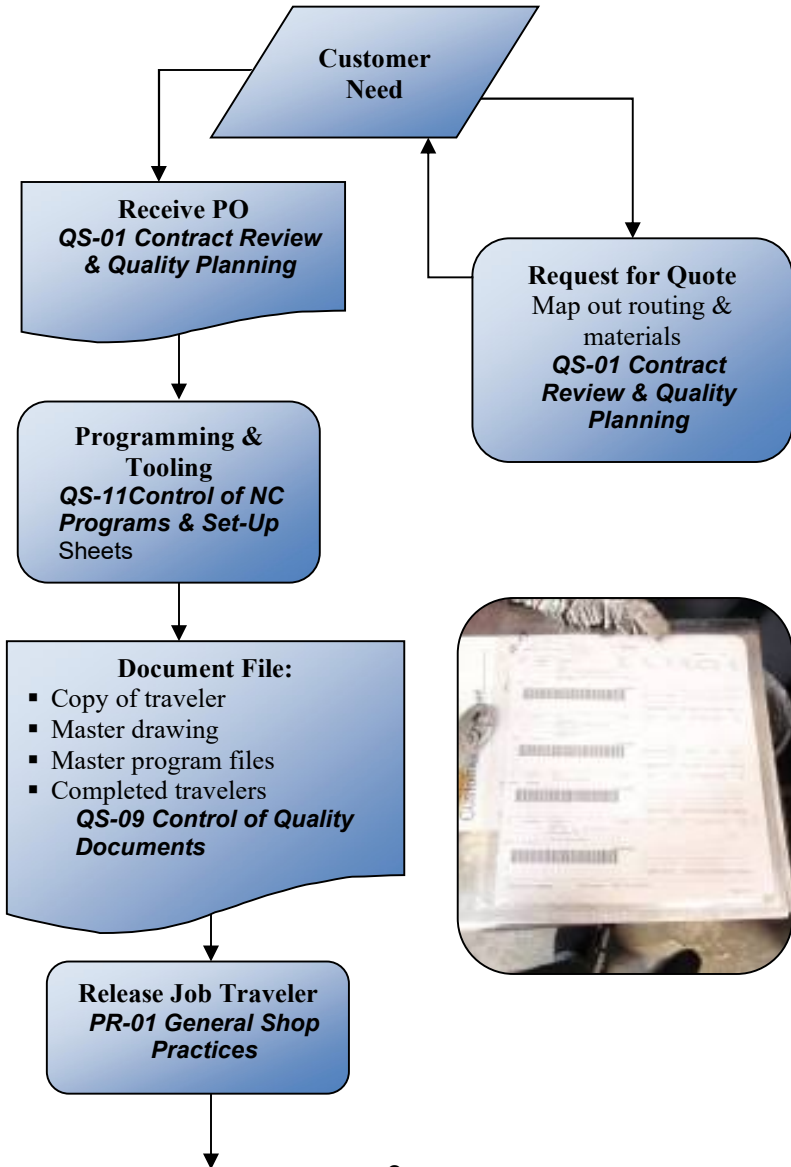 Customer
Need
Receive PO
QS-01 Contract Review
& Quality Planning
Request for Quote
Map out routing &
materials
QS-01 Contract
Review & Quality
Planning
Programming &
Tooling
QS-11Control of NC
Programs & Set-Up
Sheets
Document File:
▪ Copy of traveler
▪ Master drawing
▪ Master program files
▪ Completed travelers
QS-09 Control of Quality
Documents
Release Job Traveler
PR-01 General Shop
Practices